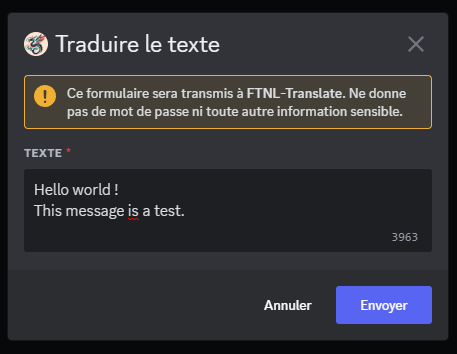 Traduire le texte
Ce formulaire sera transmis à FTNL-Translate. Ne donne
pas de mot de passe ni toute autre information sensible.
TEXTE *
Hello world !
This message is a test.
3963
Annuler Envoyer